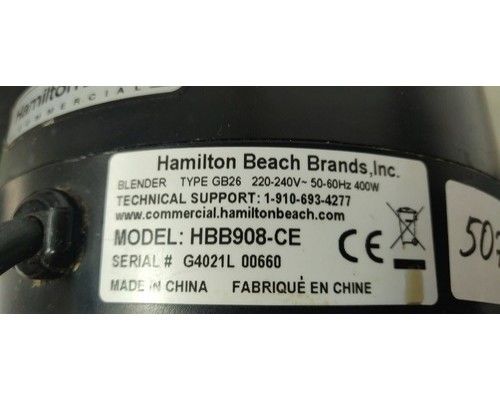 Hamilton
COMMERCIAL
Hamilton Beach Brands,Inc.
BLENDER TYPE GB26 220-240V~ 50-60Hz 400W
TECHNICAL SUPPORT: 1-910-693-4277
www.commercial.hamiltonbeach.com
MODEL: HBB908-CE
SERIAL # G4021L 00660
MADE IN CHINA FABRIQUÉ EN CHINE
CE
507